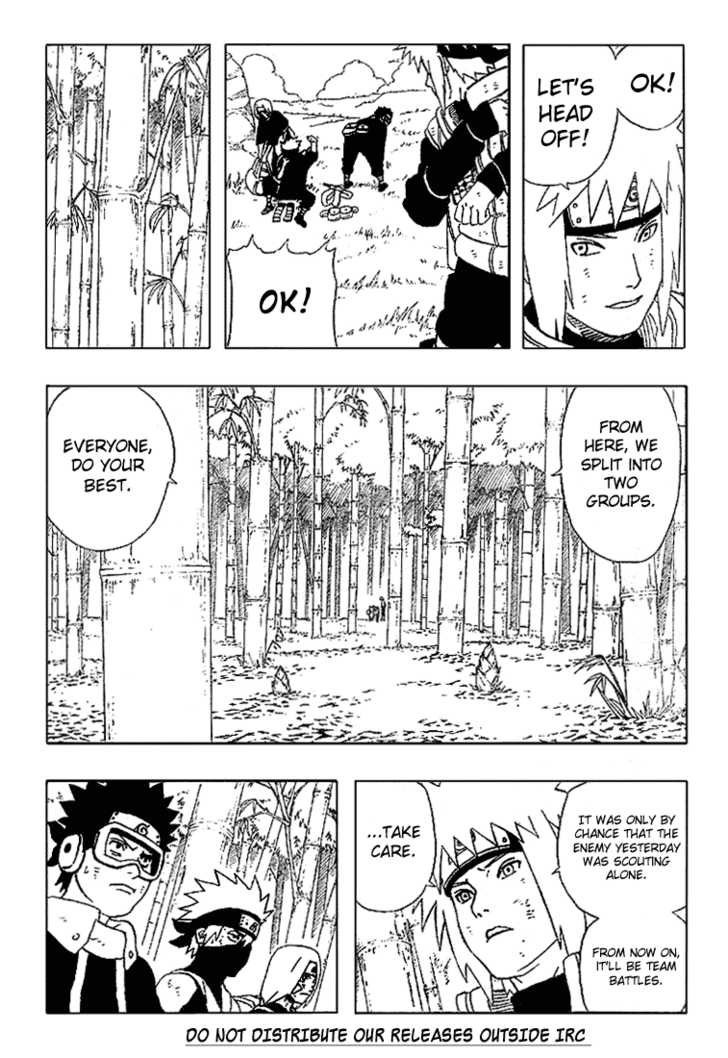 OK!
LET'S
HEAD
OFF!
OK!
FROM
HERE, WE
SPLIT INTO
TWO
GROUPS.
EVERYONE,
DO YOUR
BEST.
IT WAS ONLY BY
CHANCE THAT THE
ENEMY YESTERDAY
WAS SCOUTING
ALONE.
FROM NOW ON,
IT'LL BE TEAM
BATTLES.
...TAKE
CARE.
DO NOT DISTRIBUTE OUR RELEASES OUTSIDE IRC